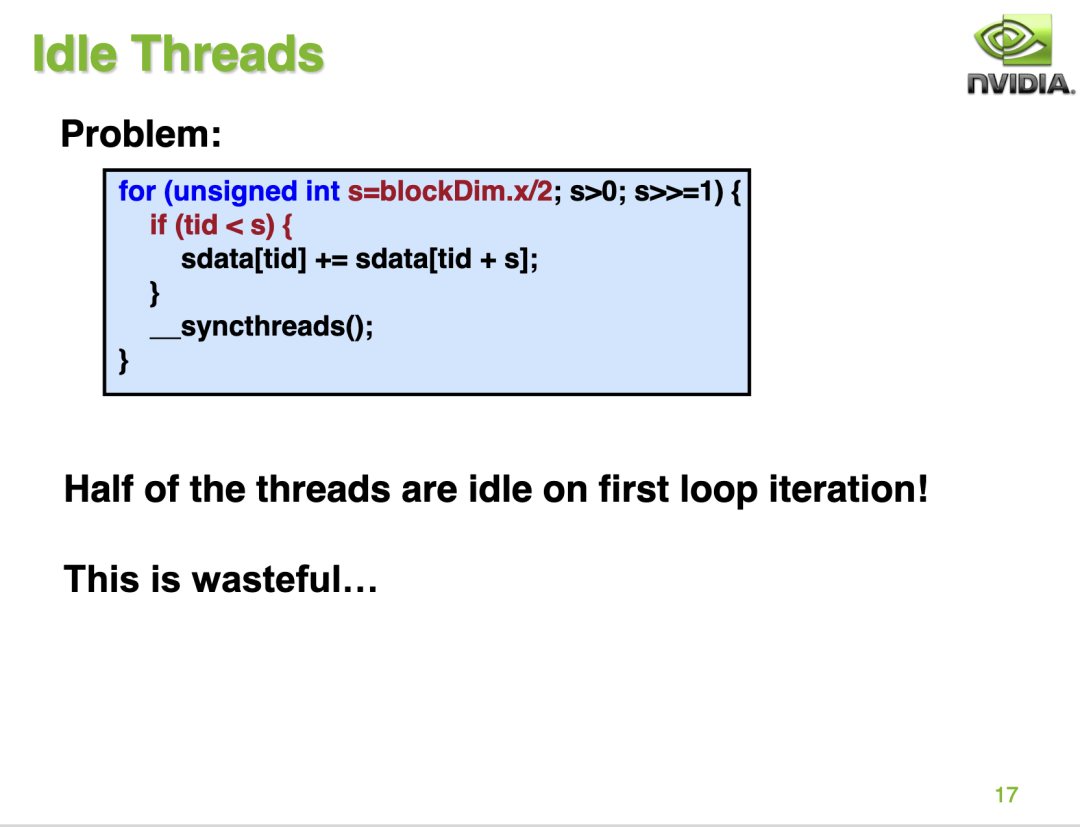 Idle Threads
NVIDIA.
Problem:
for (unsigned int s=blockDim.x/2; s>0; s>>=1) {
if (tid < s) {
sdata[tid] += sdata[tid + s];
}
__syncthreads();
}
Half of the threads are idle on first loop iteration!
This is wasteful…
17